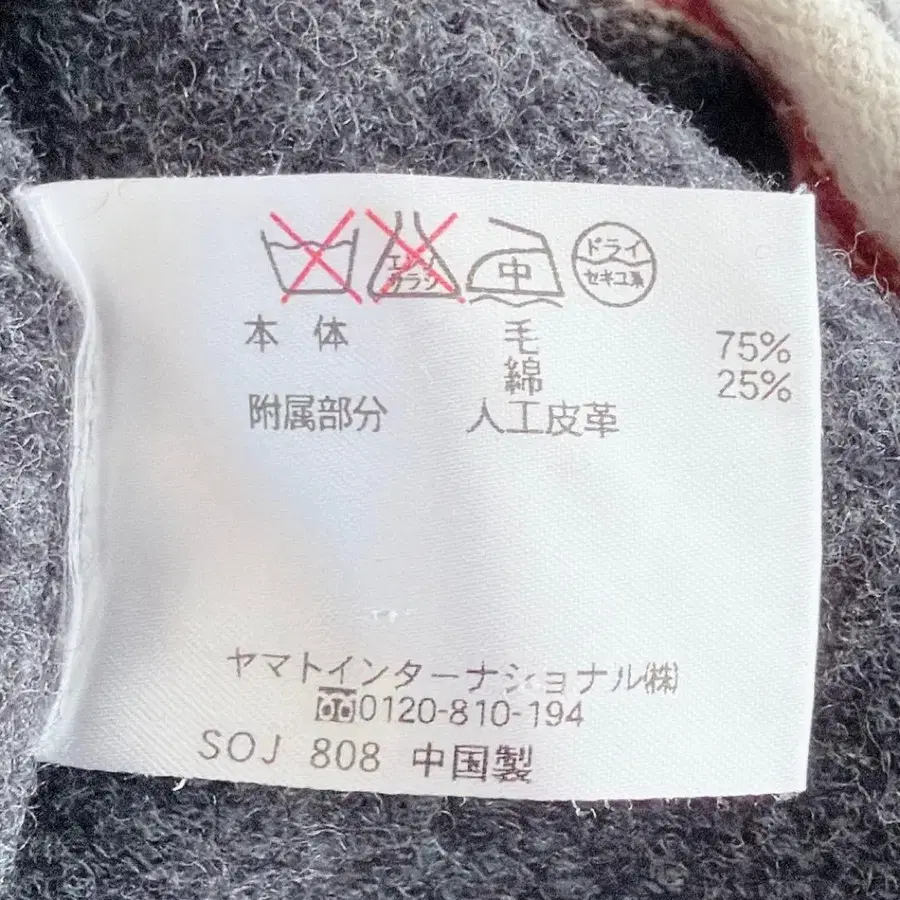 エンソ
サラシ
中
ドライ
セキユ系
本体 毛 75%
綿 25%
附属部分 人工皮革
ヤマトインターナショナル㈱
0120-810-194
SOJ 808 中国製